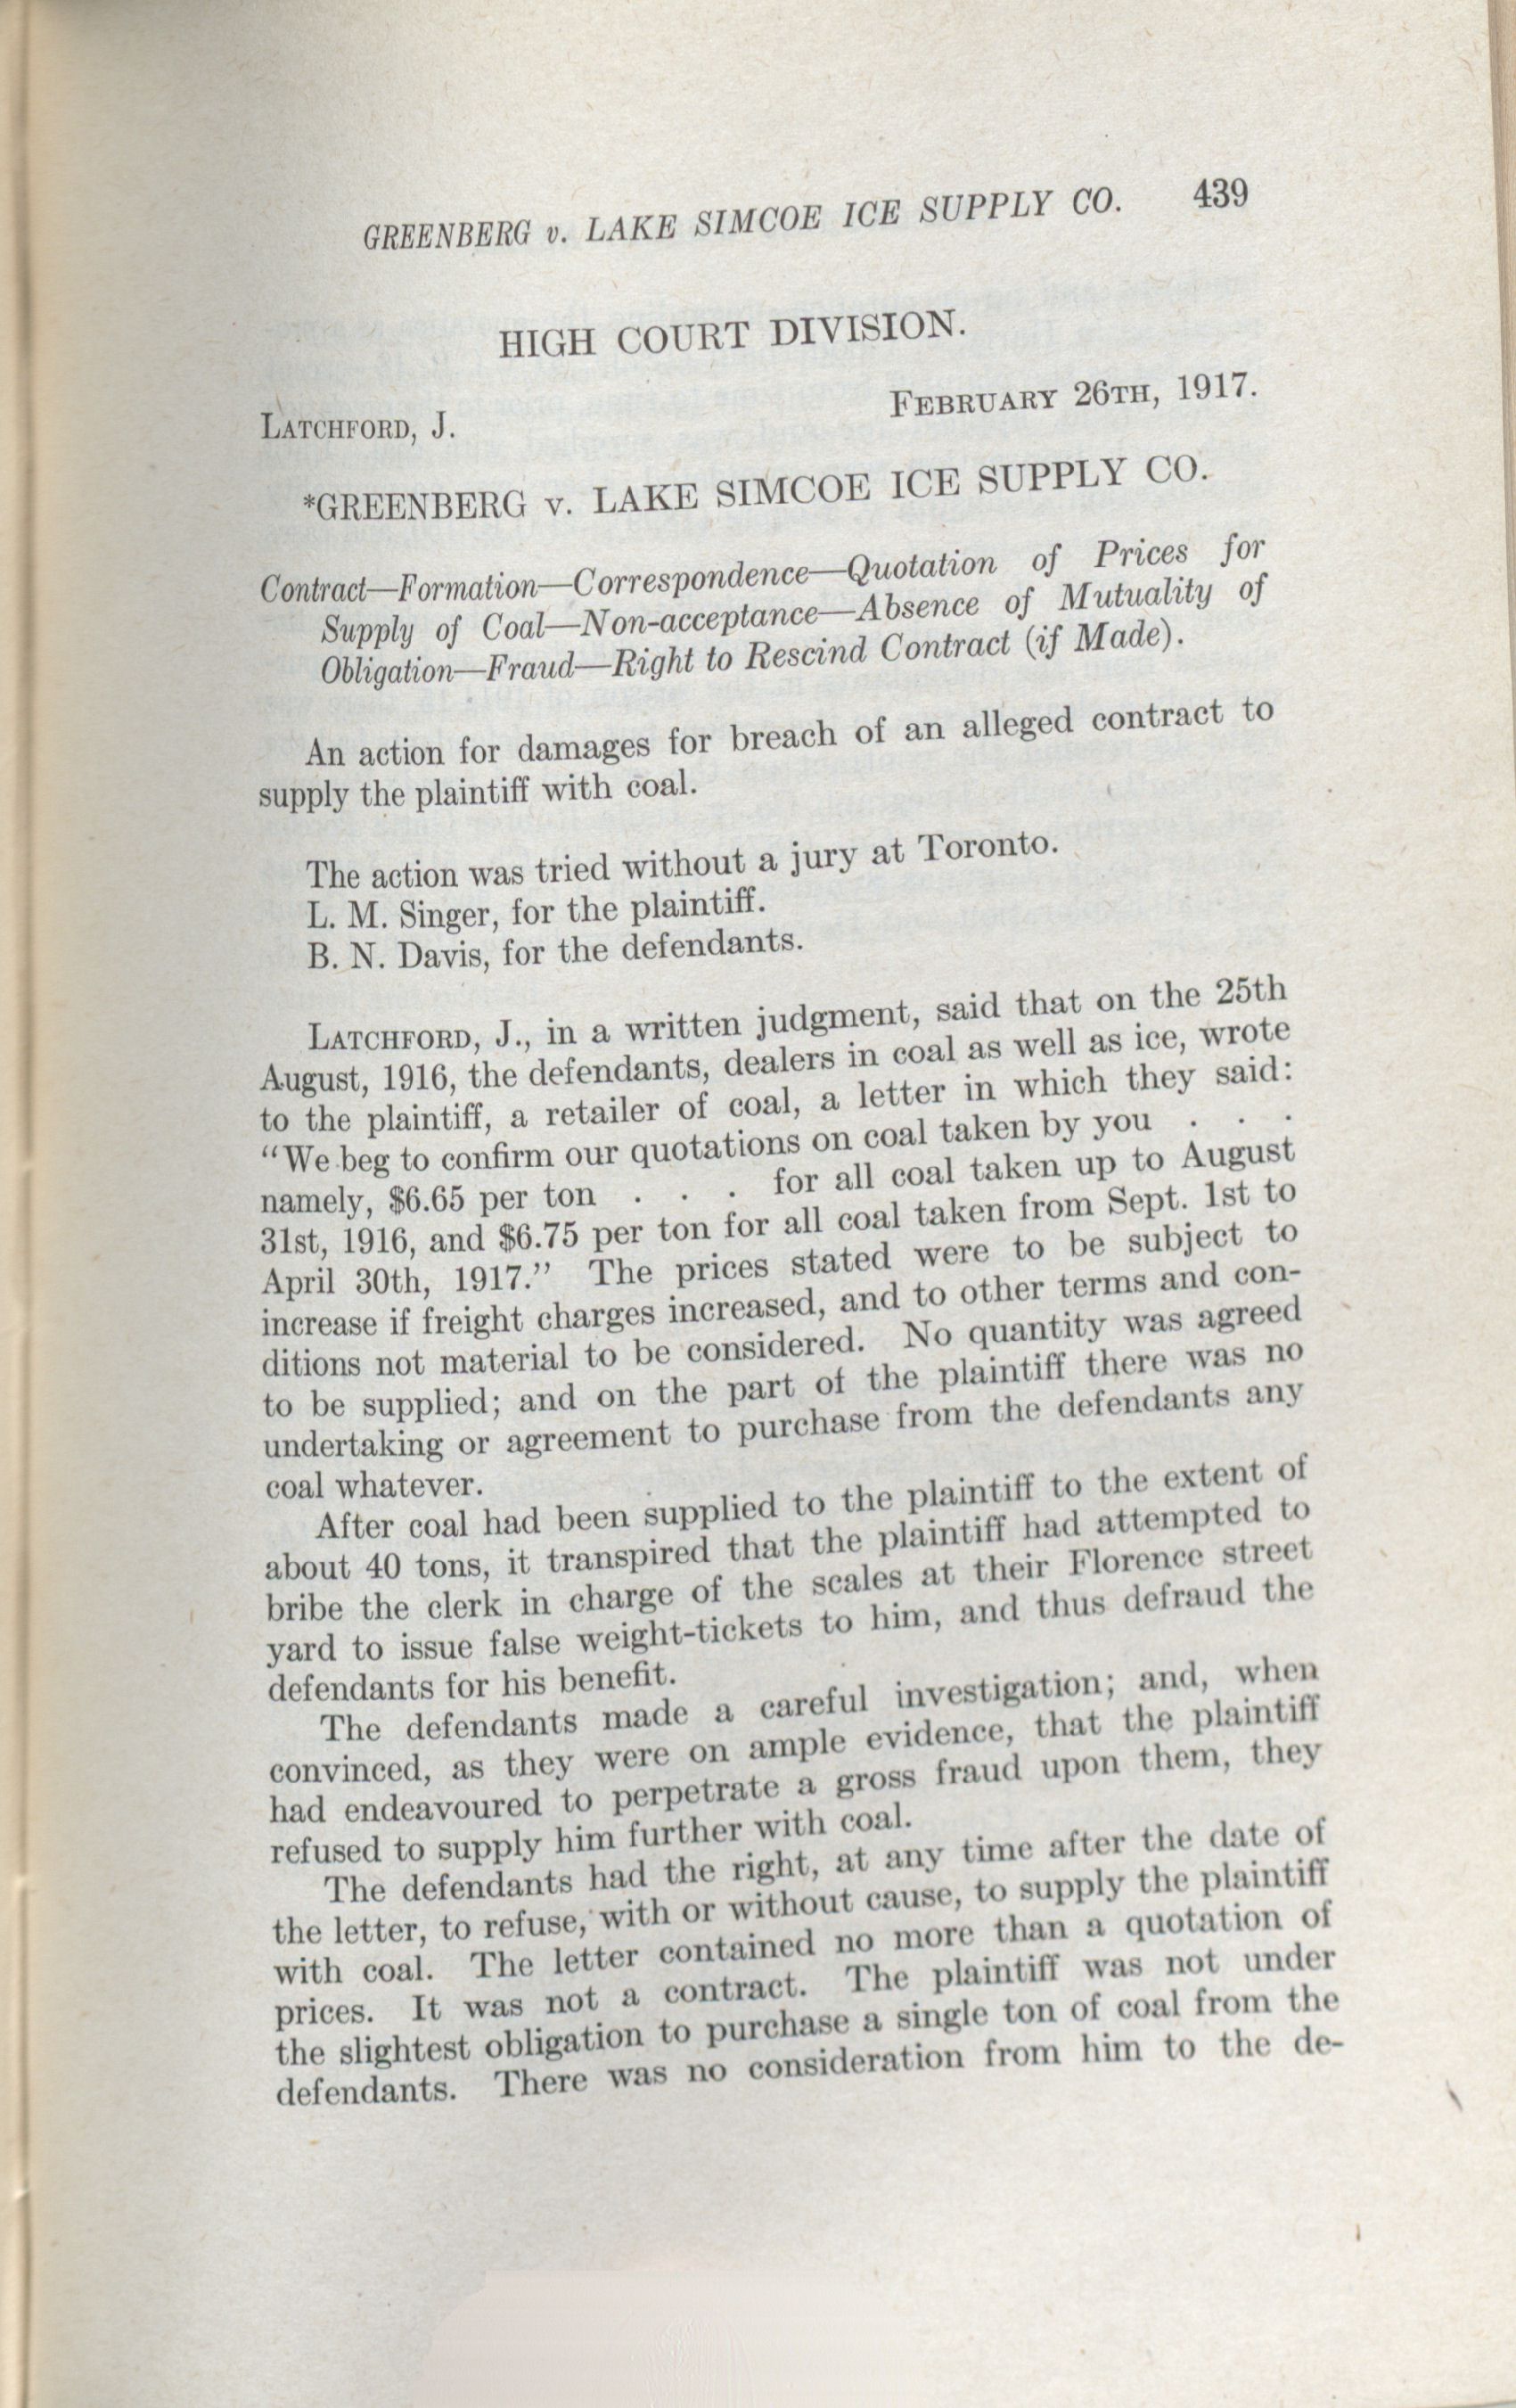 GREENBERG v. LAKE SIMCOE ICE SUPPLY CO. 439
HIGH COURT DIVISION.
LATCHFORD, J. FEBRUARY 26TH, 1917.
*GREENBERG v. LAKE SIMCOE ICE SUPPLY CO.
Contract—Formation—Correspondence—Quotation of Prices for
Supply of Coal—Non-acceptance—Absence of Mutuality of
Obligation—Fraud—Right to Rescind Contract (if Made).
An action for damages for breach of an alleged contract to
supply the plaintiff with coal.
The action was tried without a jury at Toronto.
L. M. Singer, for the plaintiff.
B. N. Davis, for the defendants.
LATCHFORD, J., in a written judgment, said that on the 25th
August, 1916, the defendants, dealers in coal as well as ice, wrote
to the plaintiff, a retailer of coal, a letter in which they said:
"We beg to confirm our quotations on coal taken by you . . .
namely, $6.65 per ton . . . for all coal taken up to August
31st, 1916, and $6.75 per ton for all coal taken from Sept. 1st to
April 30th, 1917." The prices stated were to be subject to
increase if freight charges increased, and to other terms and con-
ditions not material to be considered. No quantity was agreed
to be supplied; and on the part of the plaintiff there was no
undertaking or agreement to purchase from the defendants any
coal whatever.
After coal had been supplied to the plaintiff to the extent of
about 40 tons, it transpired that the plaintiff had attempted to
bribe the clerk in charge of the scales at their Florence street
yard to issue false weight-tickets to him, and thus defraud the
defendants for his benefit.
The defendants made a careful investigation; and, when
convinced, as they were on ample evidence, that the plaintiff
had endeavoured to perpetrate a gross fraud upon them, they
refused to supply him further with coal.
The defendants had the right, at any time after the date of
the letter, to refuse, with or without cause, to supply the plaintiff
with coal. The letter contained no more than a quotation of
prices. It was not a contract. The plaintiff was not under
the slightest obligation to purchase a single ton of coal from the
defendants. There was no consideration from him to the de-